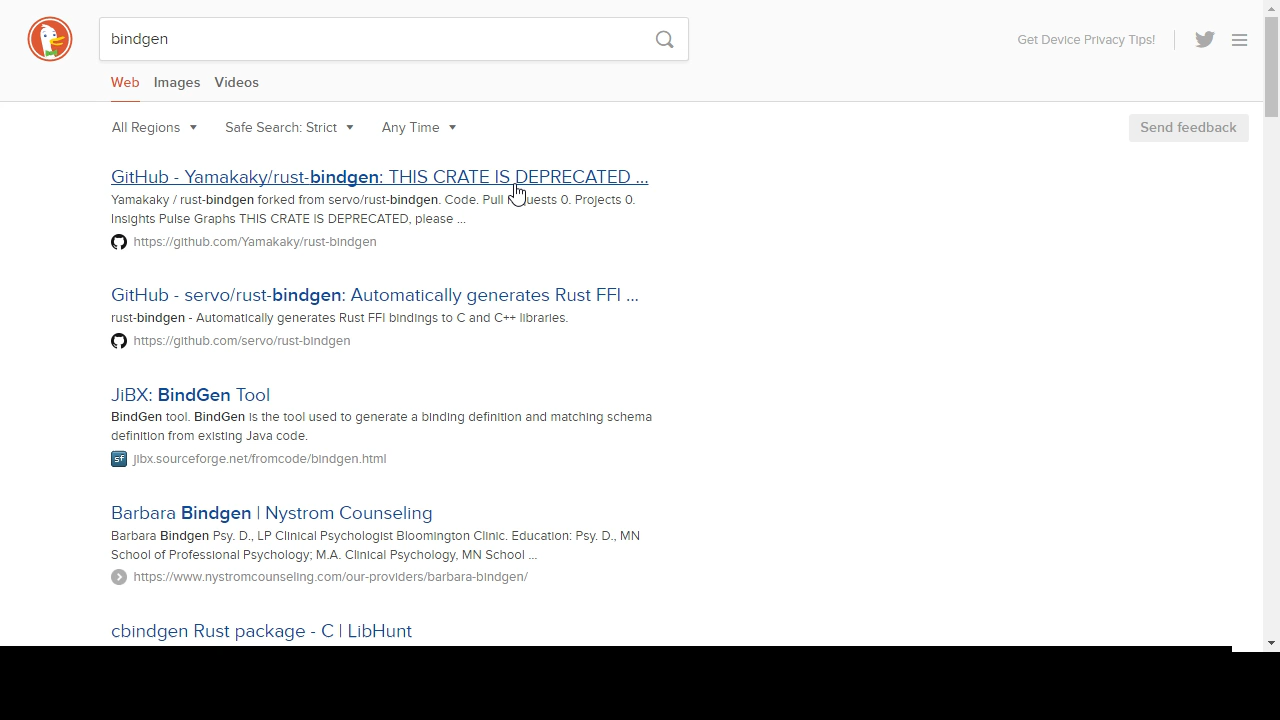 bindgen
Get Device Privacy Tips!
Web Images Videos
All Regions Safe Search: Strict Any Time
Send feedback
GitHub - Yamakaky/rust-bindgen: THIS CRATE IS DEPRECATED ...
Yamakaky / rust-bindgen forked from servo/rust-bindgen. Code. Pull 0. Projects 0.
Insights Pulse Graphs THIS CRATE IS DEPRECATED, please ...
https://github.com/Yamakaky/rust-bindgen
GitHub - servo/rust-bindgen: Automatically generates Rust FFI ...
rust-bindgen - Automatically generates Rust FFI bindings to C and C++ libraries.
https://github.com/servo/rust-bindgen
JiBX: BindGen Tool
BindGen tool. BindGen is the tool used to generate a binding definition and matching schema
definition from existing Java code.
sf jibx.sourceforge.net/fromcode/bindgen.html
Barbara Bindgen | Nystrom Counseling
Barbara Bindgen Psy. D., LP Clinical Psychologist Bloomington Clinic. Education: Psy. D., MN
School of Professional Psychology; M.A. Clinical Psychology, MN School ...
https://www.nystromcounseling.com/our-providers/barbara-bindgen/
cbindgen Rust package - C | LibHunt